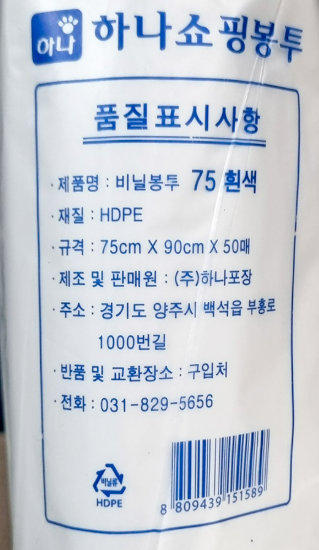 하나 하나쇼핑봉투
품질표시사항
· 제품명 : 비닐봉투 75 흰색
· 재질 : HDPE
· 규격 : 75cm X 90cm X 50매
· 제조 및 판매원 : (주)하나포장
· 주소 : 경기도 양주시 백석읍 부흥로
1000번길
· 반품 및 교환장소 : 구입처
· 전화 : 031-829-5656
비닐류
HDPE
8 809439 151589